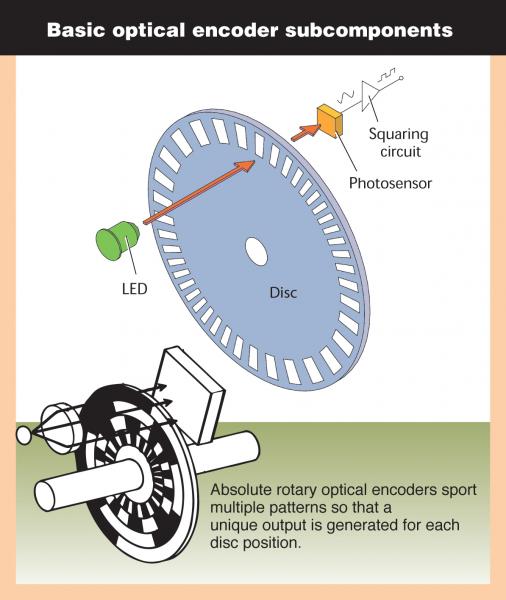 Basic optical encoder subcomponents
Squaring
circuit
Photosensor
LED
Disc
Absolute rotary optical encoders sport
multiple patterns so that a
unique output is generated for each
disc position.